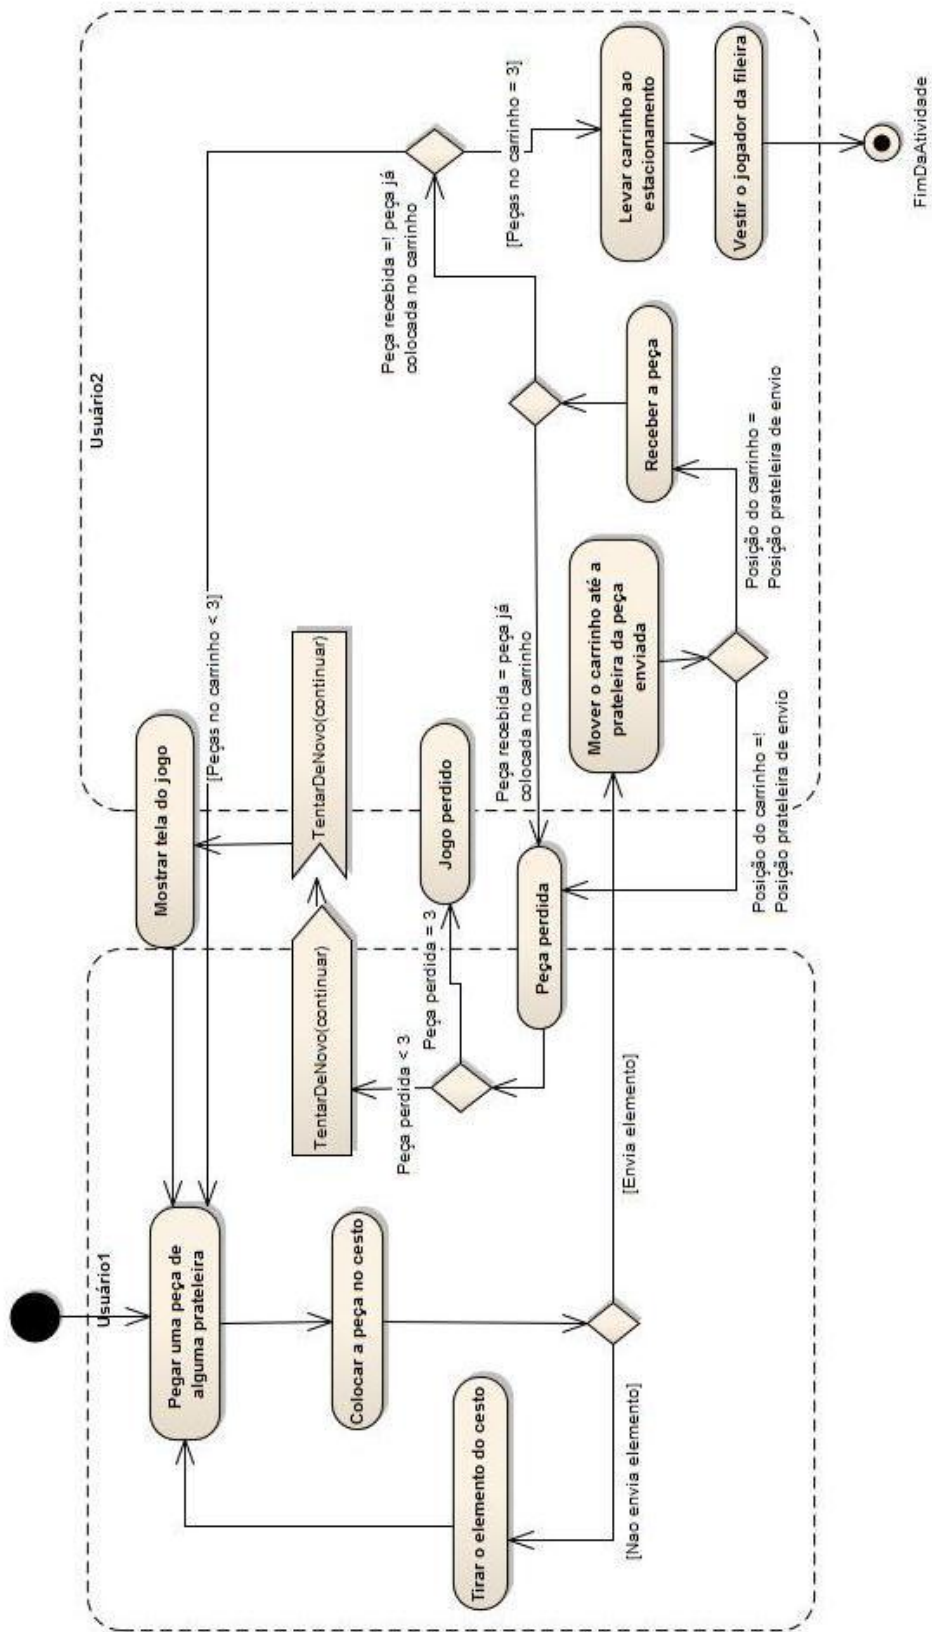 Usuário1
Usuário2
Pegar uma peça de
alguma prateleira
Mostrar tela do jogo
[Peças no carrinho < 3]
Colocar a peça no cesto
TentarDeNovo(continuar)
TentarDeNovo(continuar)
Peça perdida < 3
Peça perdida = 3
Jogo perdido
Peça recebida =! peça já
colocada no carrinho
Tirar o elemento do cesto
Peça perdida
Peça recebida = peça já
colocada no carrinho
[Peças no carrinho = 3]
[Nao envia elemento]
[Envia elemento]
Mover o carrinho até a
prateleira da peça
enviada
Receber a peça
Levar carrinho ao
estacionamento
Vestir o jogador da fileira
Posição do carrinho =!
Posição prateleira de envio
Posição do carrinho =
Posição prateleira de envio
FimDaAtividade